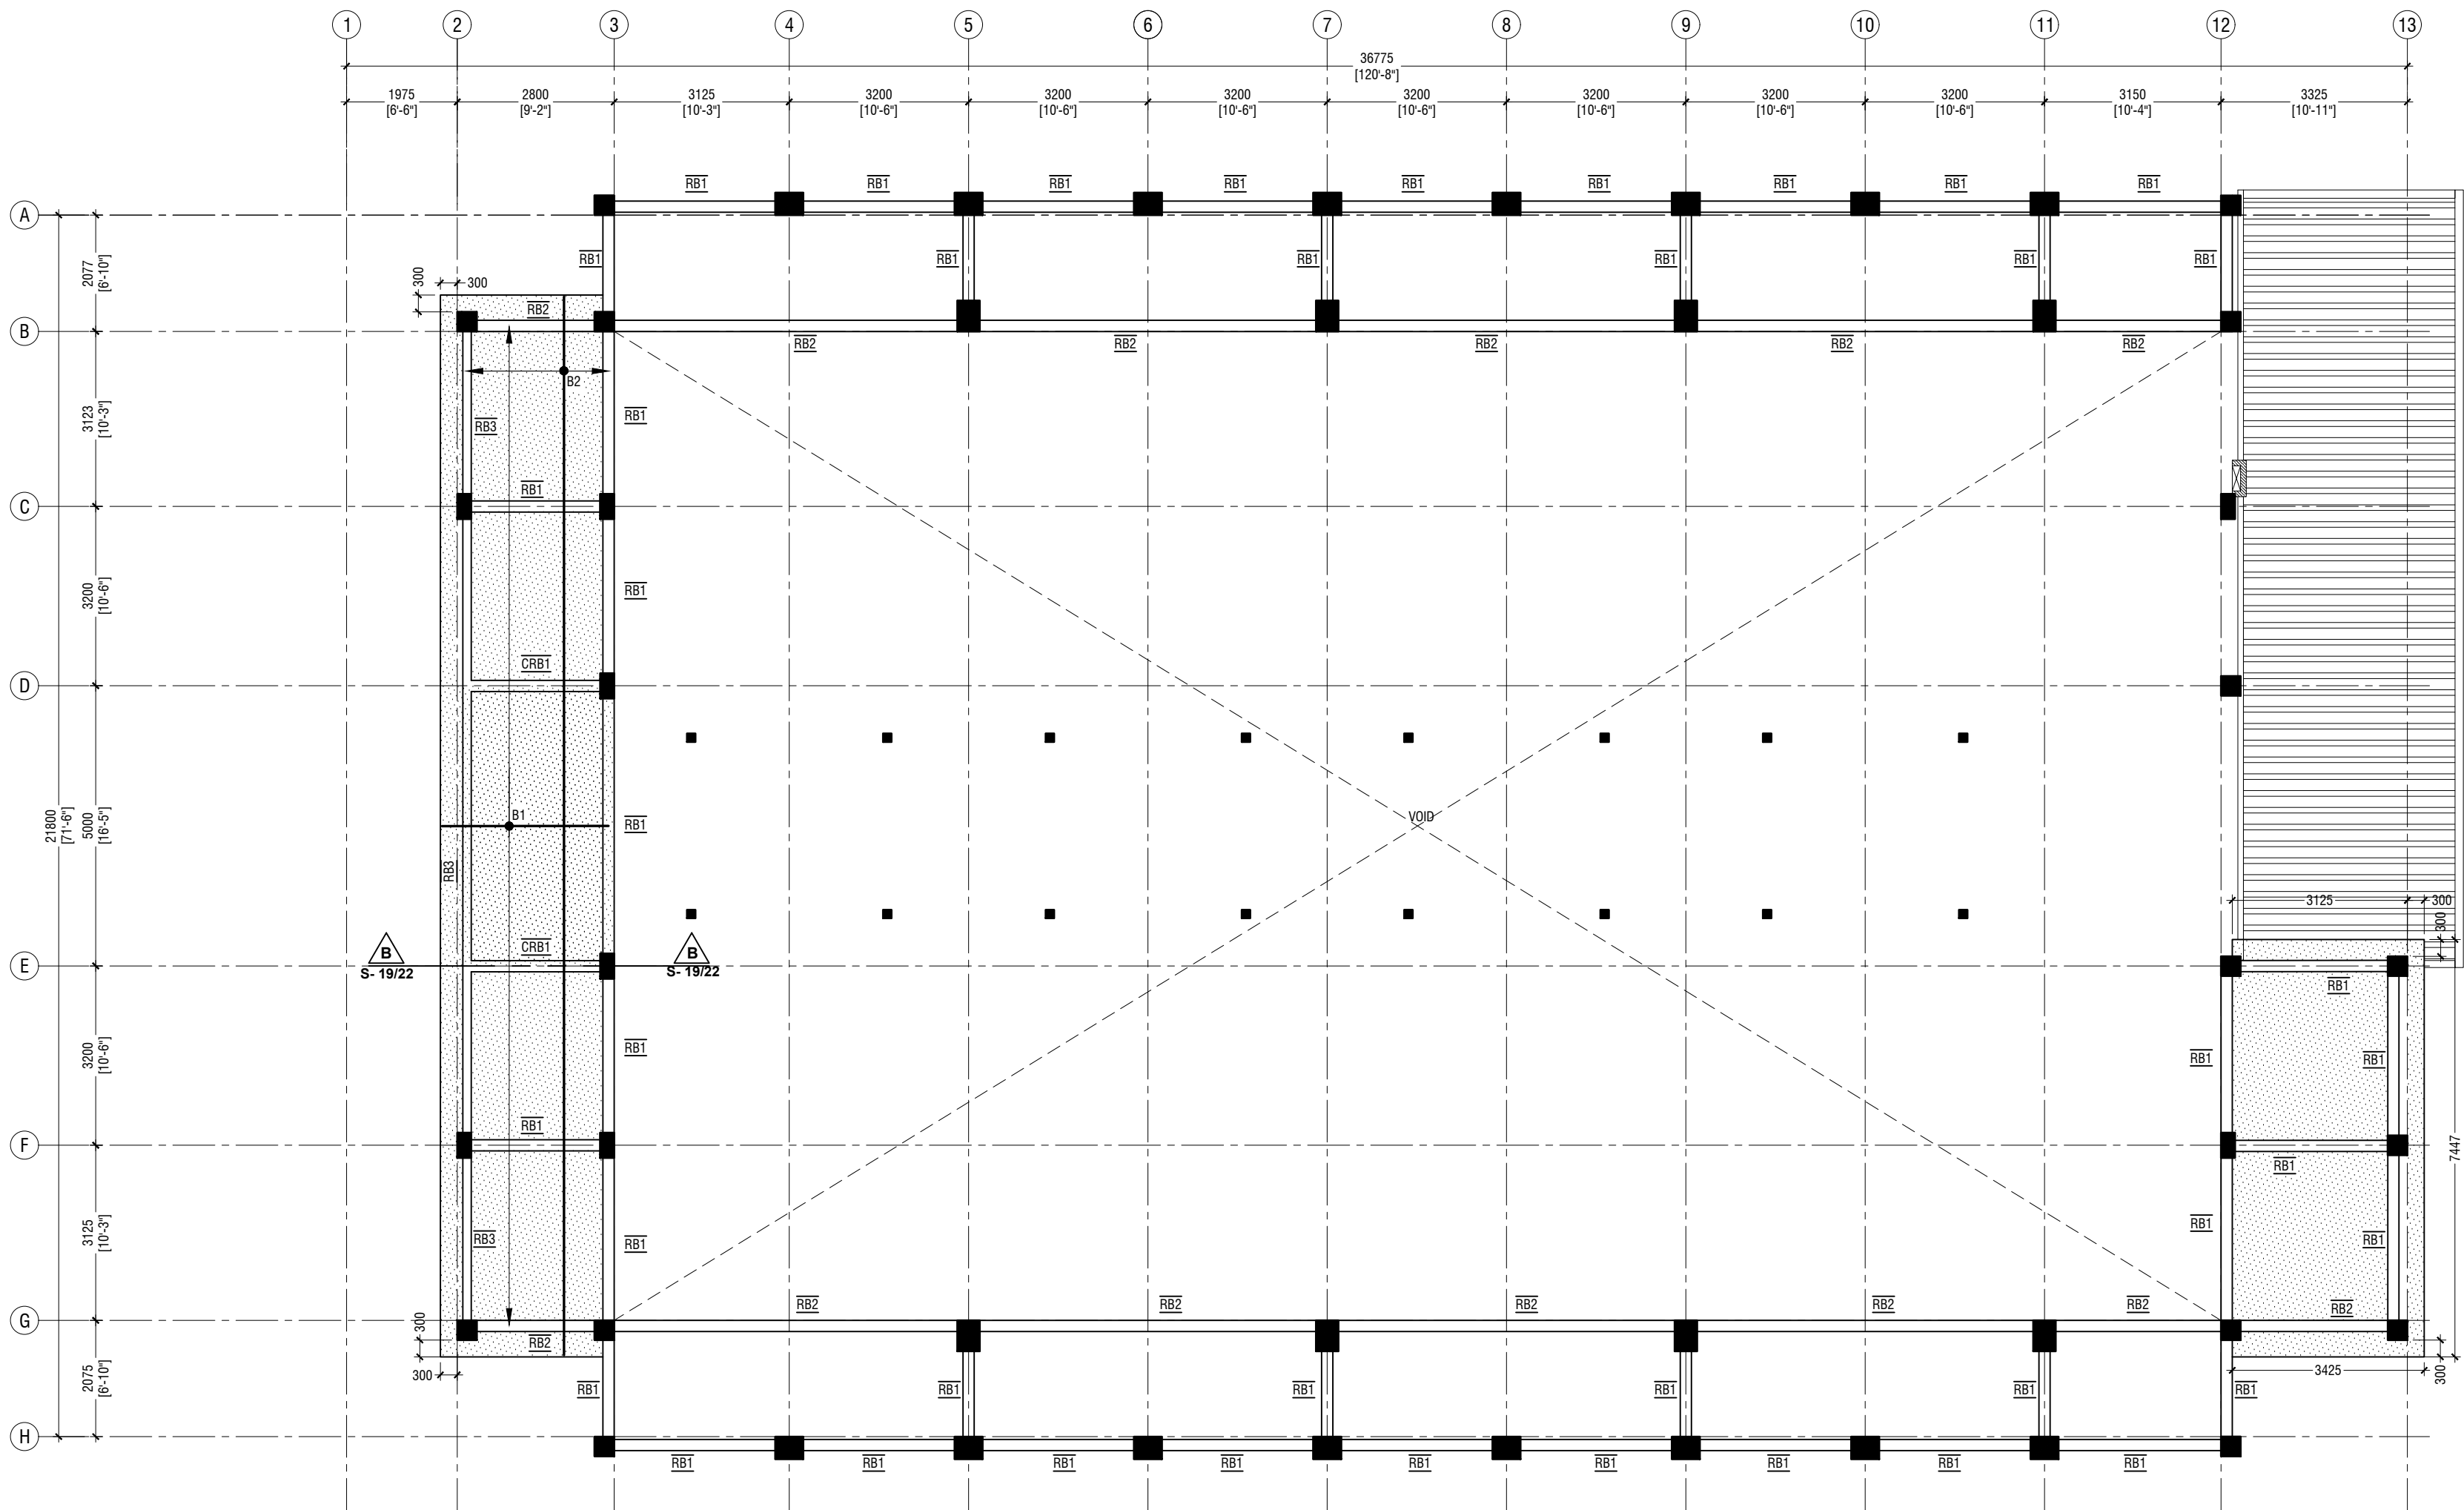 1 2 3 4 5 6 7 8 9 10 11 12 13
36775
[120'-8"]
1975 2800 3125 3200 3200 3200 3200 3200 3200 3200 3150 3325
[6'-6"] [9'-2"] [10'-3"] [10'-6"] [10'-6"] [10'-6"] [10'-6"] [10'-6"] [10'-6"] [10'-6"] [10'-4"] [10'-11"]
RB1 RB1 RB1 RB1 RB1 RB1 RB1 RB1 RB1
A
2077
[6'-10"]
RB1 RB1 RB1 RB1 RB1 RB1
300
300
RB2
B
RB2 RB2 RB2 RB2 RB2
B2
3123
[10'-3"]
RB3
RB1
RB1
C
3200
[10'-6"]
RB1
CRB1
D
21800
[71'-6"]
5000
[16'-5"]
B1
RB1
VOID
RB3
3125 300
300
CRB1
B B
E
S- 19/22 S- 19/22
RB1
3200
[10'-6"]
RB1
RB1
RB1
RB1
F
RB1
7447
3125
[10'-3"]
RB3
RB1
RB1
RB1
RB2 RB2 RB2 RB2 RB2
RB2
G
300
RB2
300
3425
300
2075
[6'-10"]
RB1 RB1 RB1 RB1 RB1 RB1
H
RB1 RB1 RB1 RB1 RB1 RB1 RB1 RB1 RB1